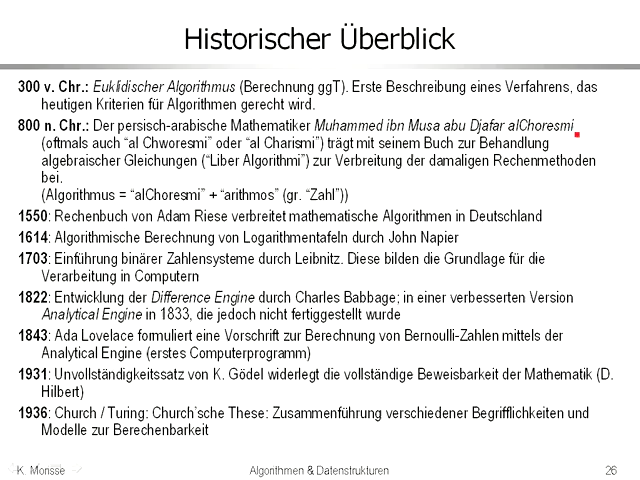 Historischer Überblick
300 v. Chr.: Euklidischer Algorithmus (Berechnung ggT). Erste Beschreibung eines Verfahrens, das
heutigen Kriterien für Algorithmen gerecht wird.
800 n. Chr.: Der persisch-arabische Mathematiker Muhammed ibn Musa abu Djafar alChoresmi
(oftmals auch “al Chworesmi” oder “al Charismi”) trägt mit seinem Buch zur Behandlung
algebraischer Gleichungen (“Liber Algorithmi”) zur Verbreitung der damaligen Rechenmethoden
bei.
(Algorithmus = “alChoresmi” + “arithmos” (gr. “Zahl”))
1550: Rechenbuch von Adam Riese verbreitet mathematische Algorithmen in Deutschland
1614: Algorithmische Berechnung von Logarithmentafeln durch John Napier
1703: Einführung binärer Zahlensysteme durch Leibnitz. Diese bilden die Grundlage für die
Verarbeitung in Computern
1822: Entwicklung der Difference Engine durch Charles Babbage; in einer verbesserten Version
Analytical Engine in 1833, die jedoch nicht fertiggestellt wurde
1843: Ada Lovelace formuliert eine Vorschrift zur Berechnung von Bernoulli-Zahlen mittels der
Analytical Engine (erstes Computerprogramm)
1931: Unvollständigkeitssatz von K. Gödel widerlegt die vollständige Beweisbarkeit der Mathematik (D.
Hilbert)
1936: Church / Turing: Church’sche These: Zusammenführung verschiedener Begrifflichkeiten und
Modelle zur Berechenbarkeit
K. Morisse Algorithmen & Datenstrukturen 26